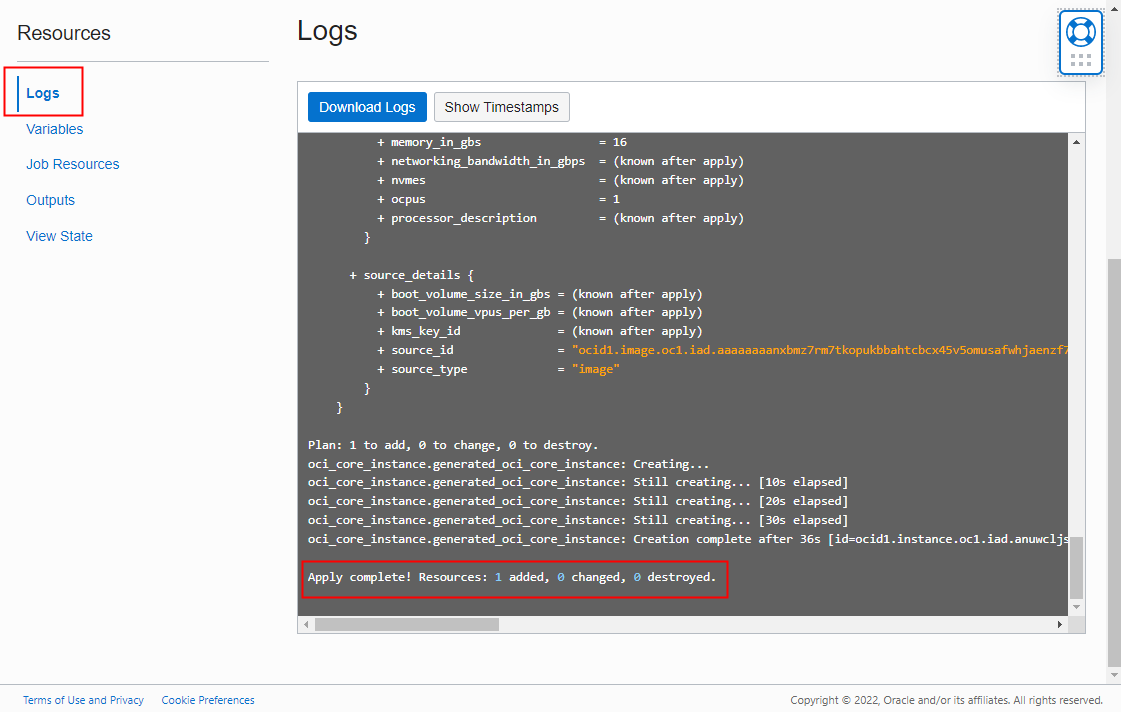 Resources
Logs
Variables
Job Resources
Outputs
View State
Logs
Download Logs Show Timestamps
+ memory_in_gbs = 16
+ networking_bandwidth_in_gbps = (known after apply)
+ nvmes = (known after apply)
+ ocpus = 1
+ processor_description = (known after apply)
}
+ source_details {
+ boot_volume_size_in_gbs = (known after apply)
+ boot_volume_vpus_per_gb = (known after apply)
+ kms_key_id = (known after apply)
+ source_id = "ocid1.image.oc1.iad.aaaaaaaanxbmz7rm7tkopukbbahtcbcx45v5omusafwhjaenzf7
+ source_type = "image"
}
}
Plan: 1 to add, 0 to change, 0 to destroy.
oci_core_instance.generated_oci_core_instance: Creating...
oci_core_instance.generated_oci_core_instance: Still creating... [10s elapsed]
oci_core_instance.generated_oci_core_instance: Still creating... [20s elapsed]
oci_core_instance.generated_oci_core_instance: Still creating... [30s elapsed]
oci_core_instance.generated_oci_core_instance: Creation complete after 36s [id=ocid1.instance.oc1.iad.anuwcljs
Apply complete! Resources: 1 added, 0 changed, 0 destroyed.
Terms of Use and Privacy Cookie Preferences Copyright © 2022, Oracle and/or its affiliates. All rights reserved.